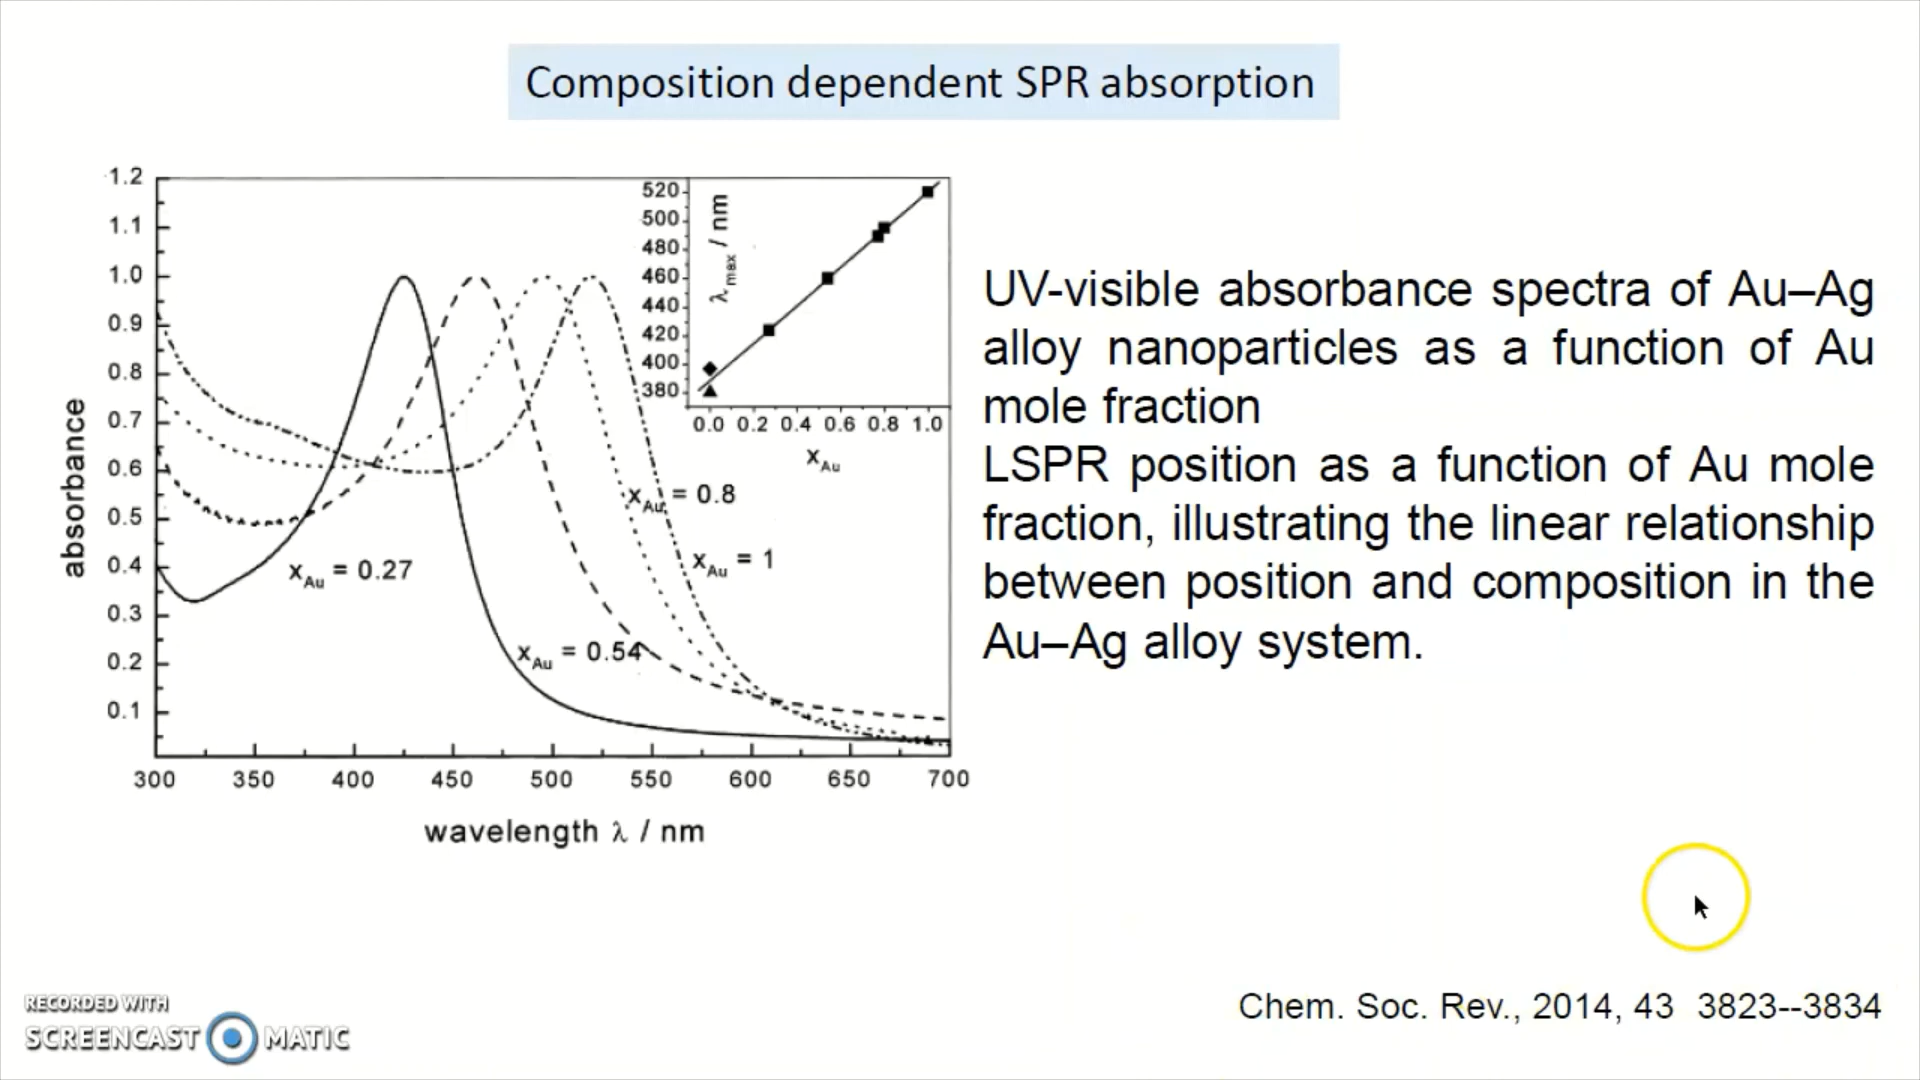 Composition dependent SPR absorption
1.2
1.1
1.0
0.9
0.8
0.7
0.6
0.5
0.4
0.3
0.2
0.1
absorbance
300 350 400 450 500 550 600 650 700
wavelength λ / nm
xAu = 0.27
xAu = 0.54
xAu = 0.8
xAu = 1
520
500
480
460
440
420
400
380
λmax / nm
0.0 0.2 0.4 0.6 0.8 1.0
xAu
UV-visible absorbance spectra of Au–Ag
alloy nanoparticles as a function of Au
mole fraction
LSPR position as a function of Au mole
fraction, illustrating the linear relationship
between position and composition in the
Au–Ag alloy system.
Chem. Soc. Rev., 2014, 43 3823--3834
RECORDED WITH
SCREENCAST MATIC